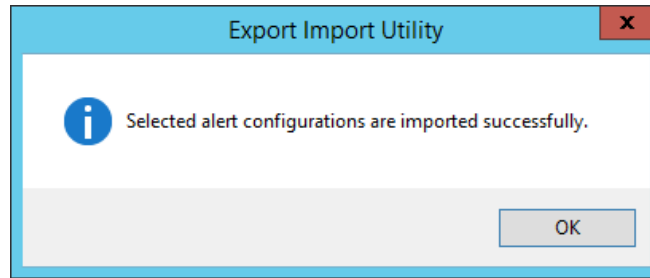 Export Import Utility
x
Selected alert configurations are imported successfully.
OK